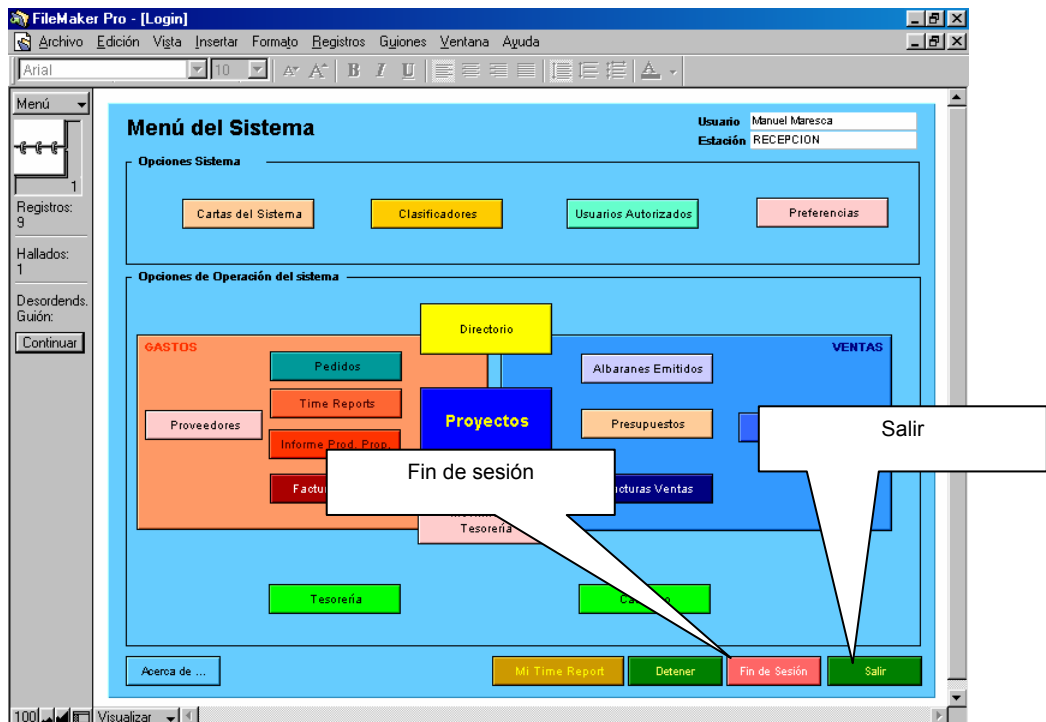 FileMaker Pro - [Login]
Archivo Edición Vista Insertar Formato Registros Guiones Ventana Ayuda
Arial 10 B I U A
Menú
1
Registros:
9
Hallados:
1
Desordends.
Guión:
Continuar
Menú del Sistema
Usuario Manuel Maresca
Estación RECEPCION
Opciones Sistema
Cartas del Sistema Clasificadores Usuarios Autorizados Preferencias
Opciones de Operación del sistema
Directorio
GASTOS VENTAS
Pedidos Albaranes Emitidos
Time Reports
Proveedores Proyectos Presupuestos
Salir
Informe Prod. Prop.
Fin de sesión
Ventas
Tesorería
Tesorería
Acerca de ... Mi Time Report Detener Fin de Sesión Salir
100 Visualizar